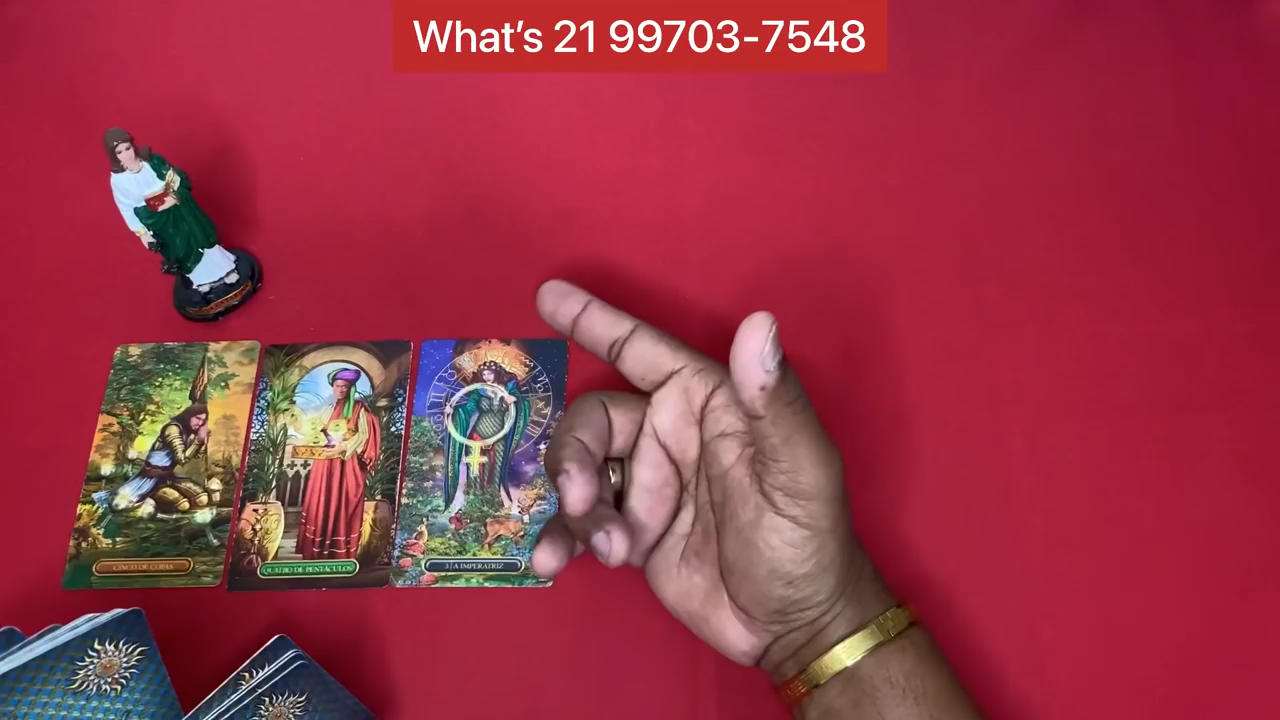 What's 21 99703-7548
CINCO DE COPAS
QUATRO DE PENTÁCULOS
3 | A IMPERATRIZ